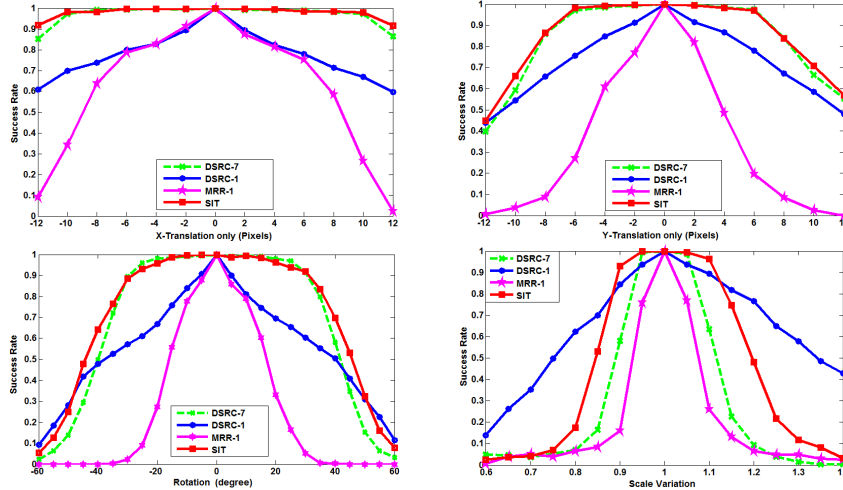 Success Rate
1
0.9
0.8
0.7
0.6
0.5
0.4
0.3
0.2
0.1
0
-12 -10 -8 -6 -4 -2 0 2 4 6 8 10 12
X-Translation only (Pixels)
DSRC-7
DSRC-1
MRR-1
SIT
Success Rate
1
0.9
0.8
0.7
0.6
0.5
0.4
0.3
0.2
0.1
0
-12 -10 -8 -6 -4 -2 0 2 4 6 8 10
Y-Translation only (Pixels)
DSRC-7
DSRC-1
MRR-1
SIT
Success Rate
1
0.9
0.8
0.7
0.6
0.5
0.4
0.3
0.2
0.1
0
-60 -40 -20 0 20 40 60
Rotation (degree)
DSRC-7
DSRC-1
MRR-1
SIT
Success Rate
1
0.5
0.4
0.3
0.2
0.1
0
0.6 0.7 0.8 0.9 1 1.1 1.2 1.3
Scale Variation
DSRC-7
DSRC-1
MRR-1
SIT